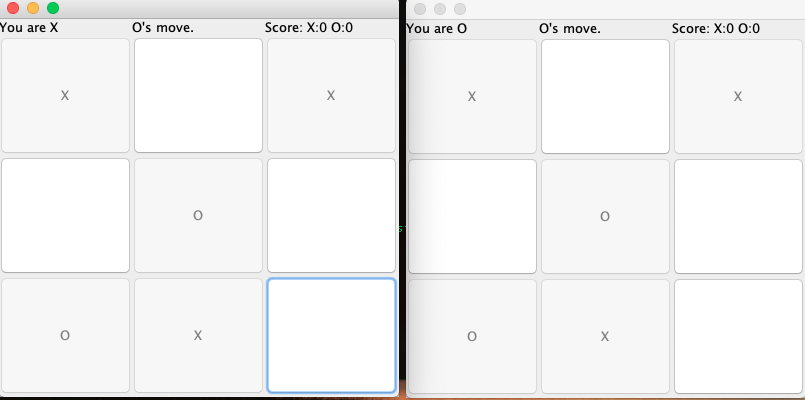 You are X O's move. Score: X:0 O:0
X X
O
O X
You are O O's move. Score: X:0 O:0
X X
O
O X